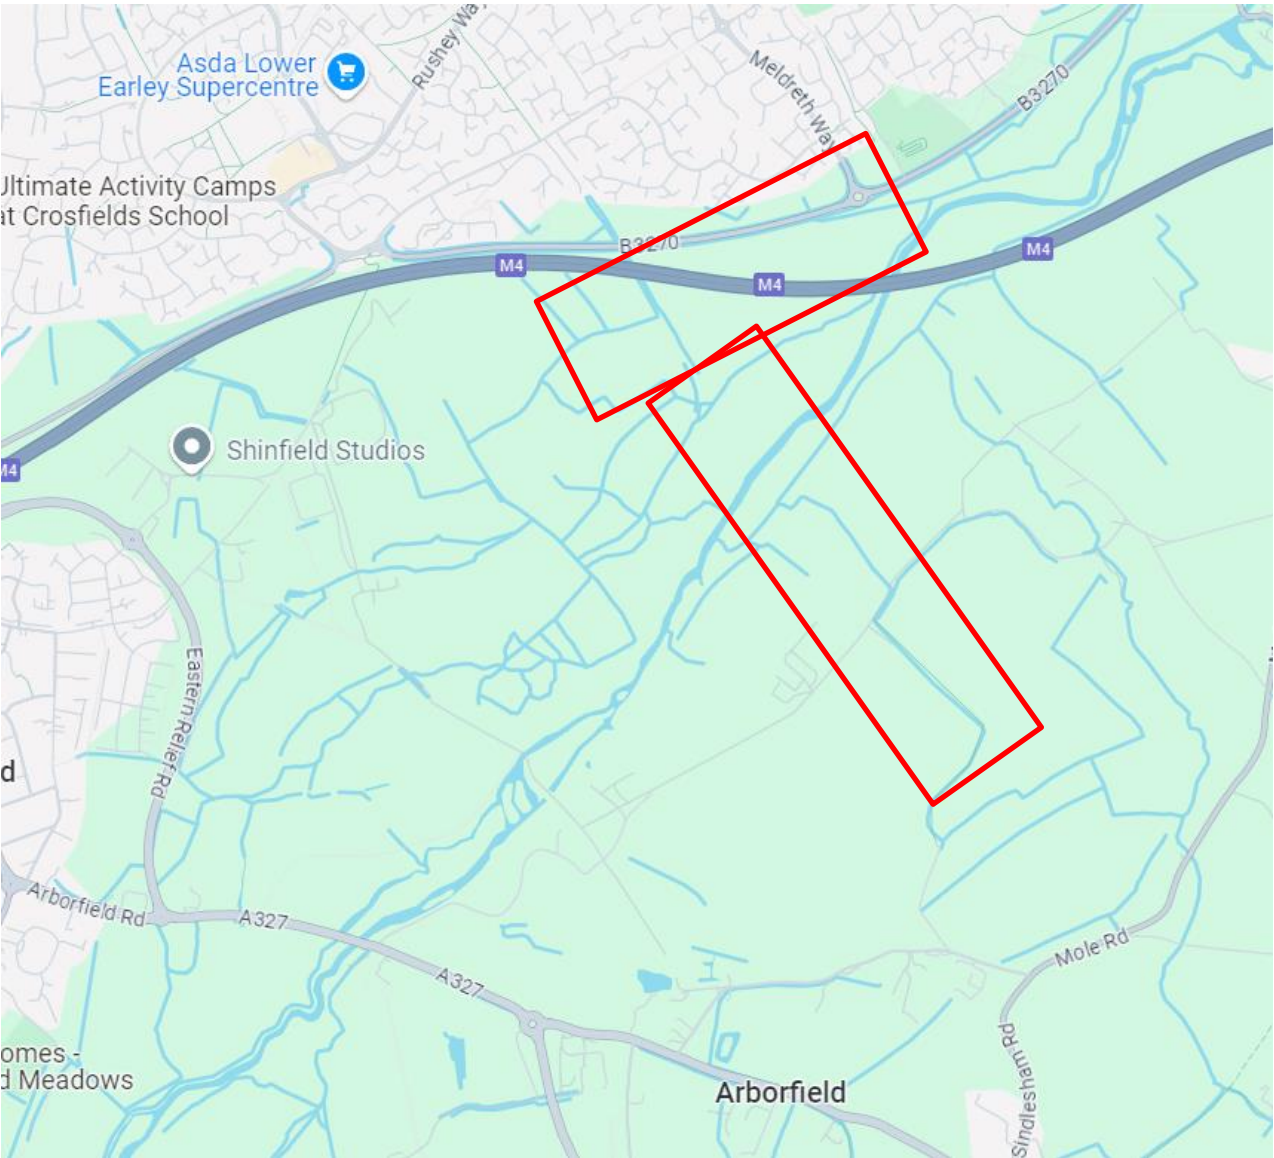 Asda Lower
Earley Supercentre
Rushey Way
Meldreth Way
B3270
Ultimate Activity Camps
at Crosfields School
B3270
M4
M4
M4
Shinfield Studios
M4
Eastern Relief Rd
d
Arborfield Rd
A327
A327
Mole Rd
omes -
d Meadows
Arborfield
Sindlesham Rd